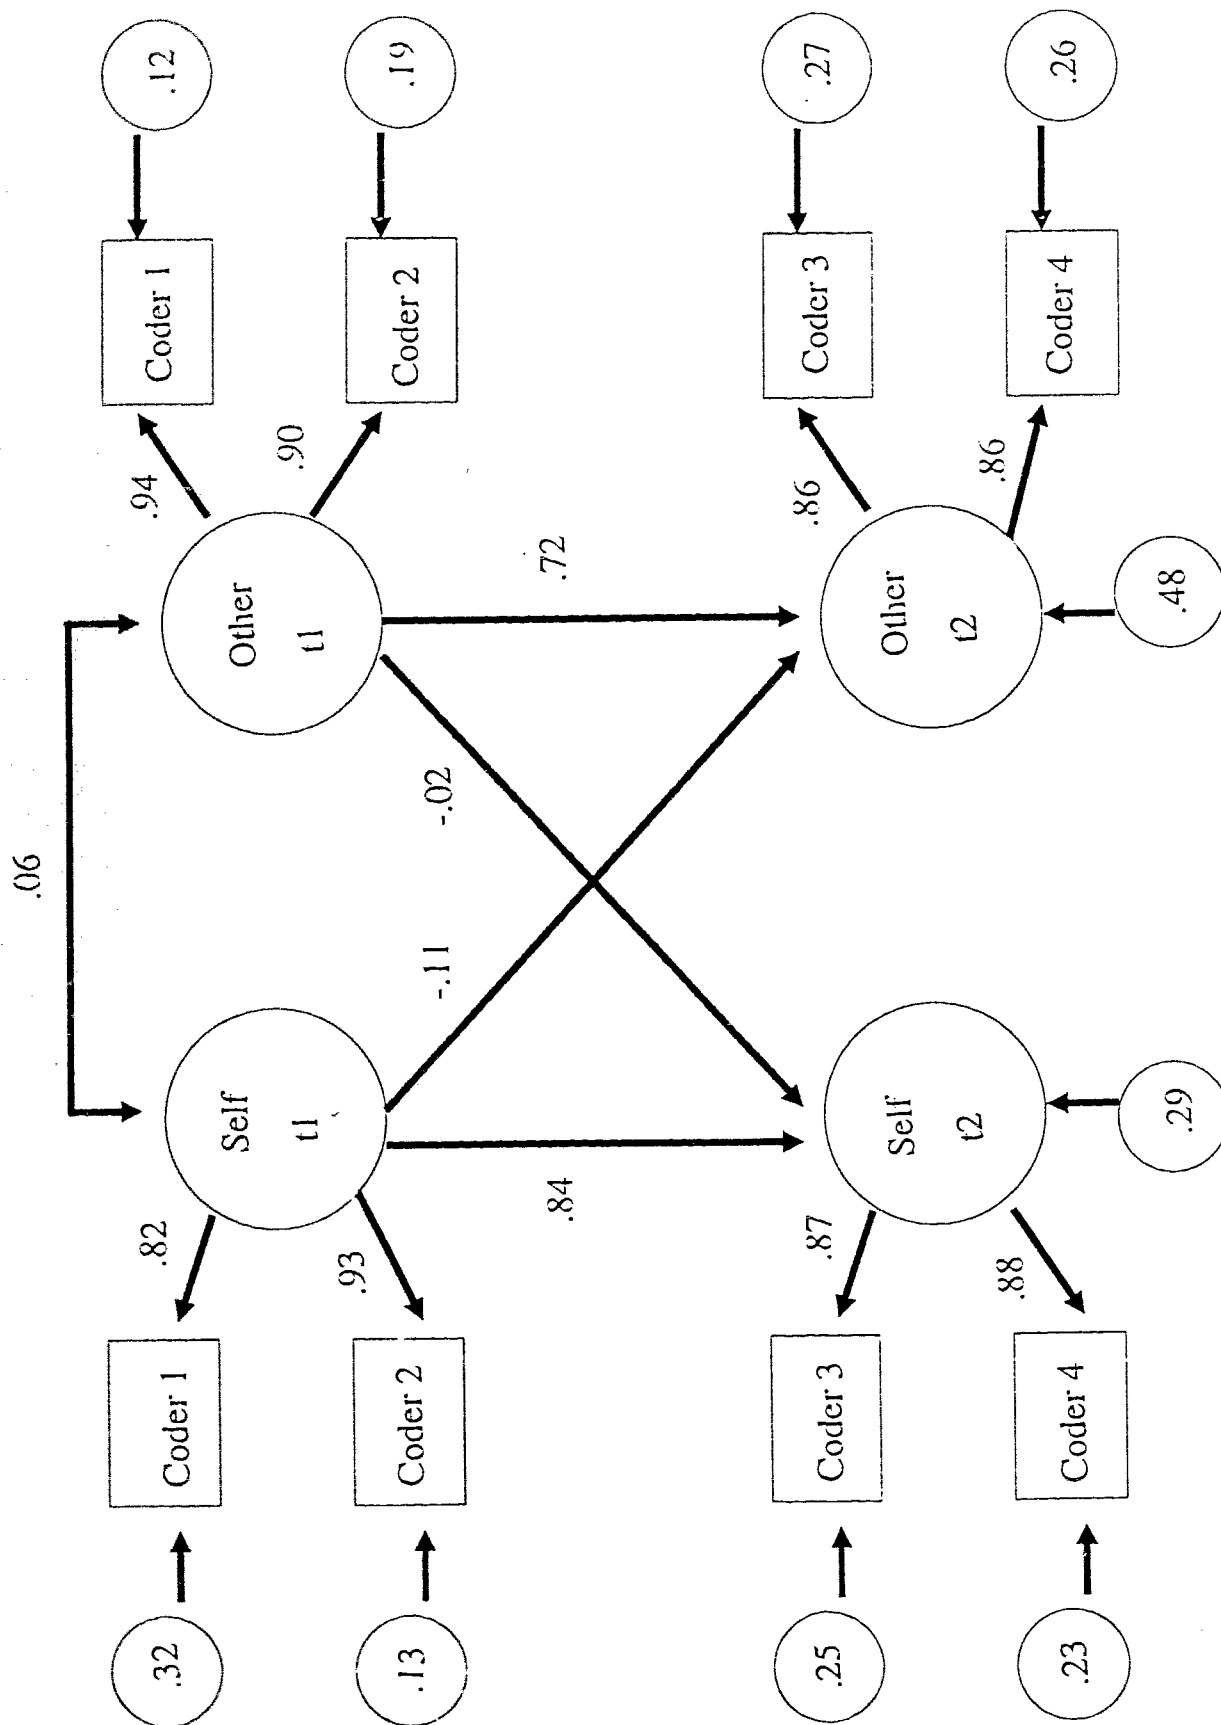 .06
.32
Coder 1
.82
Self
t1
Other
t1
.94
Coder 1
.12
.13
Coder 2
.93
-.11
-.02
.90
Coder 2
.19
.84
.72
.25
Coder 3
.87
Self
t2
Other
t2
.86
Coder 3
.27
.23
Coder 4
.88
.86
Coder 4
.26
.29
.48